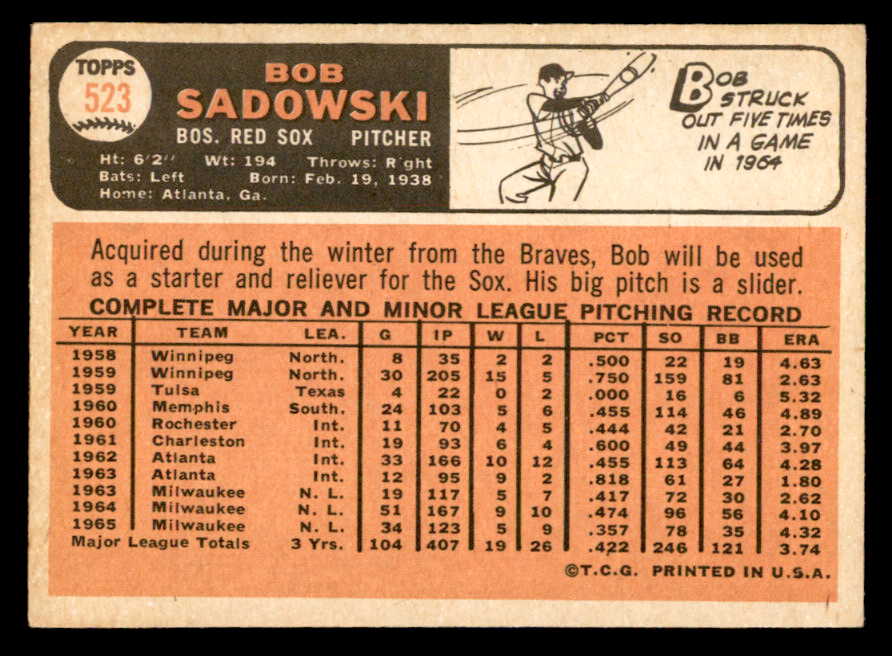 TOPPS
523
BOB
SADOWSKI
BOS. RED SOX PITCHER
Ht: 6'2" Wt: 194 Throws: Right
Bats: Left Born: Feb. 19, 1938
Home: Atlanta, Ga.
BOB
STRUCK
OUT FIVE TIMES
IN A GAME
IN 1964
Acquired during the winter from the Braves, Bob will be used
as a starter and reliever for the Sox. His big pitch is a slider.
COMPLETE MAJOR AND MINOR LEAGUE PITCHING RECORD
YEAR TEAM LEA. G IP W L PCT SO BB ERA
1958 Winnipeg North. 8 35 2 2 .500 22 19 4.63
1959 Winnipeg North. 30 205 15 5 .750 159 81 2.63
1959 Tulsa Texas 4 22 0 2 .000 16 6 5.32
1960 Memphis South. 24 103 5 6 .455 114 46 4.89
1960 Rochester Int. 11 70 4 5 .444 42 21 2.70
1961 Charleston Int. 19 93 6 4 .600 49 44 3.97
1962 Atlanta Int. 33 166 10 12 .455 113 64 4.28
1963 Atlanta Int. 12 95 9 2 .818 61 27 1.80
1963 Milwaukee N. L. 19 117 5 7 .417 72 30 2.62
1964 Milwaukee N. L. 51 167 9 10 .474 96 56 4.10
1965 Milwaukee N. L. 34 123 5 9 .357 78 35 4.32
Major League Totals 3 Yrs. 104 407 19 26 .422 246 121 3.74
©T.C.G. PRINTED IN U.S.A.